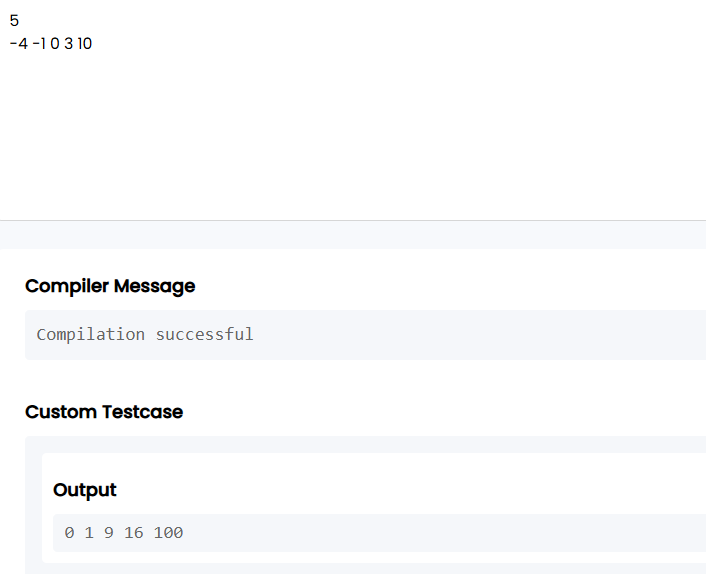 5
-4 -1 0 3 10
Compiler Message
Compilation successful
Custom Testcase
Output
0 1 9 16 100